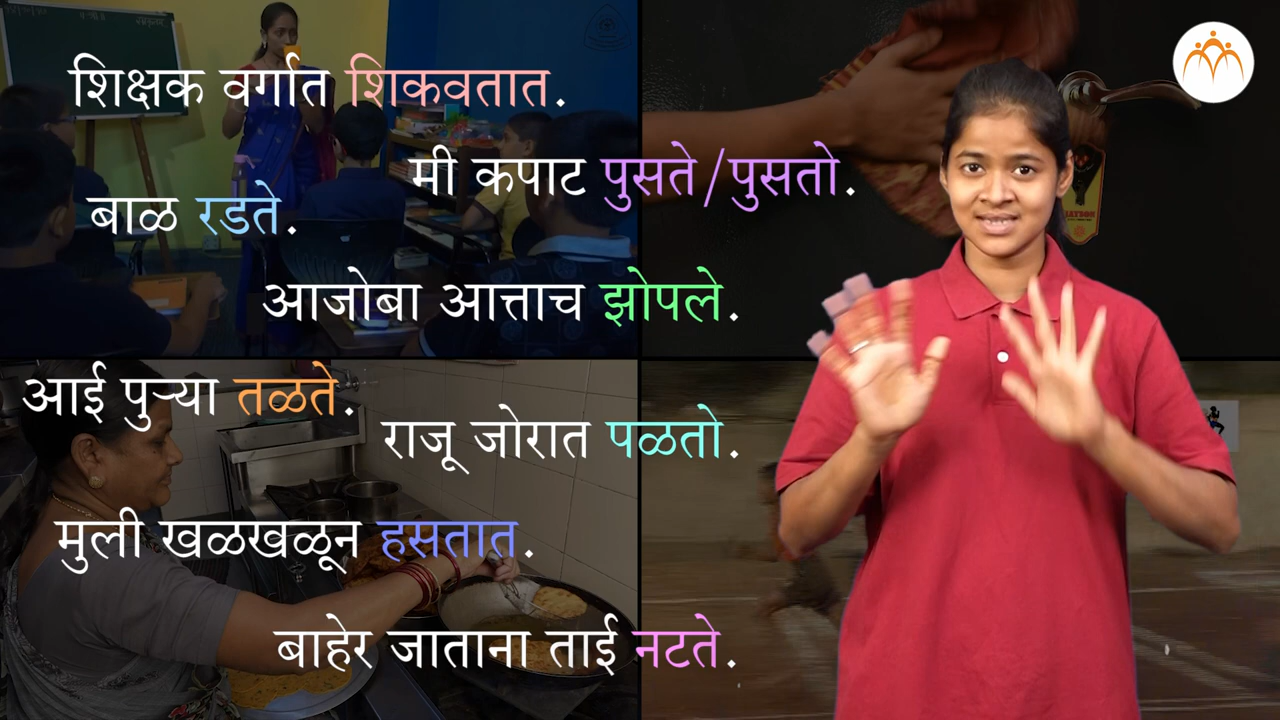 शिक्षक वर्गात शिकवतात.
मी कपाट पुसते/पुसतो.
बाळ रडते.
आजोबा आत्ताच झोपले.
आई पुऱ्या तळते.
राजू जोरात पळतो.
मुली खळखळून हसतात.
बाहेर जाताना ताई नटते.